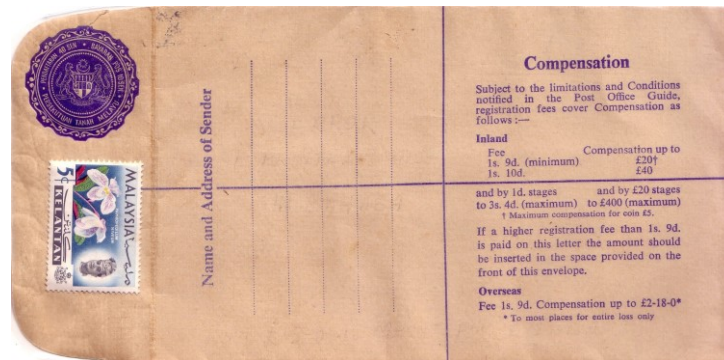 PERSEKUTUAN TANAH MELAYU
Name and Address of Sender
MALAYSIA
5c
KELANTAN
Compensation
Subject to the limitations and Conditions
notified in the Post Office Guide,
registration fees cover Compensation as
follows :—
Inland
Fee Compensation up to
1s. 9d. (minimum) £20†
1s. 10d. £40
and by 1d. stages and by £20 stages
to 3s. 4d. (maximum) to £400 (maximum)
† Maximum compensation for coin £5.
If a higher registration fee than 1s. 9d.
is paid on this letter the amount should
be inserted in the space provided on the
front of this envelope.
Overseas
Fee 1s. 9d. Compensation up to £2-18-0*
* To most places for entire loss only